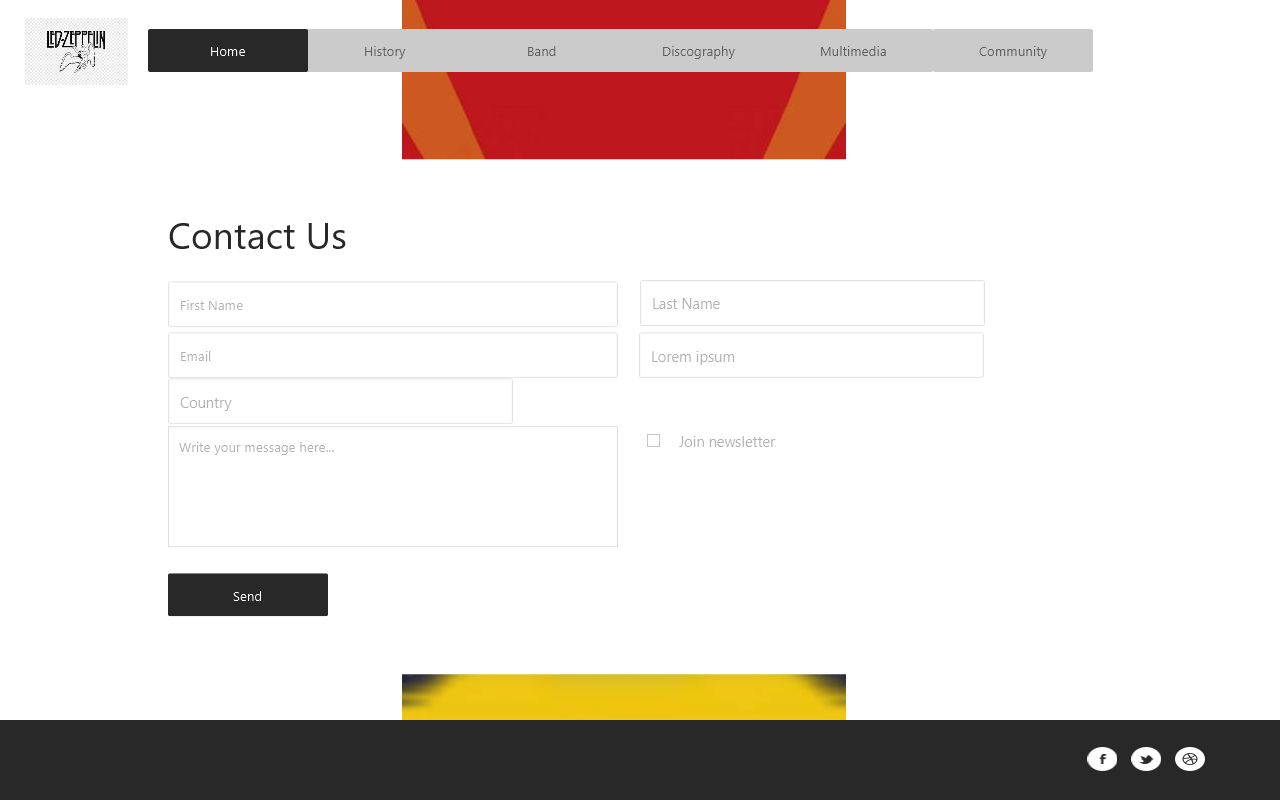 LED-ZEPPELIN
Home History Band Discography Multimedia Community
Contact Us
First Name Last Name
Email Lorem ipsum
Country
Write your message here... Join newsletter
Send